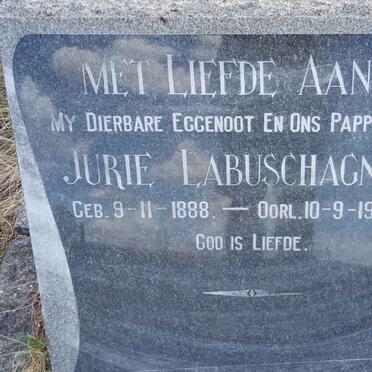 MET LIEFDE AAN
MY DIERBARE EGGENOOT EN ONS PAPP
JURIE LABUSCHAGN
GEB. 9-11-1888. — OORL. 10-9-19
GOD IS LIEFDE.